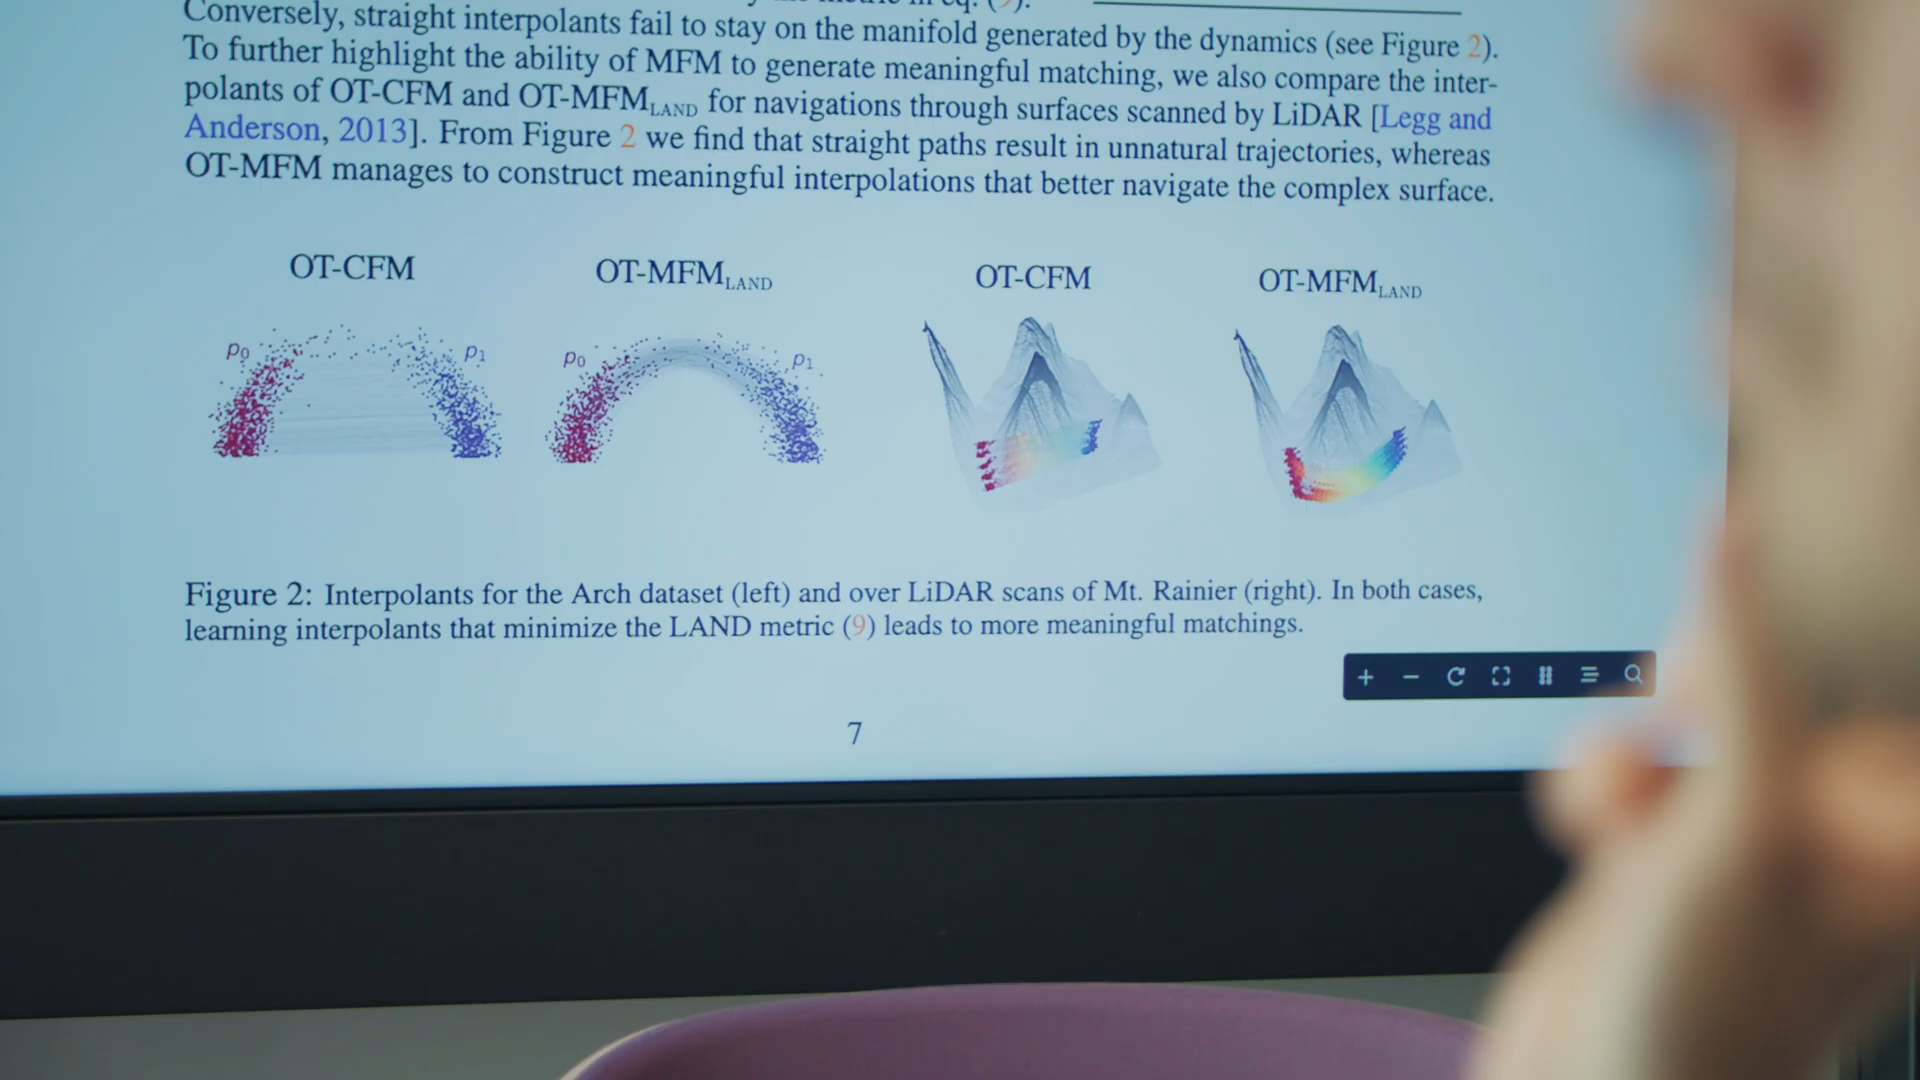 Conversely, straight interpolants fail to stay on the manifold generated by the dynamics (see Figure 2).
To further highlight the ability of MFM to generate meaningful matching, we also compare the inter-
polants of OT-CFM and OT-MFM LAND for navigations through surfaces scanned by LiDAR [Legg and
Anderson, 2013]. From Figure 2 we find that straight paths result in unnatural trajectories, whereas
OT-MFM manages to construct meaningful interpolations that better navigate the complex surface.
OT-CFM
OT-MFM LAND
OT-CFM
OT-MFM LAND
p0
p1
p0
p1
Figure 2: Interpolants for the Arch dataset (left) and over LiDAR scans of Mt. Rainier (right). In both cases,
learning interpolants that minimize the LAND metric (9) leads to more meaningful matchings.
7